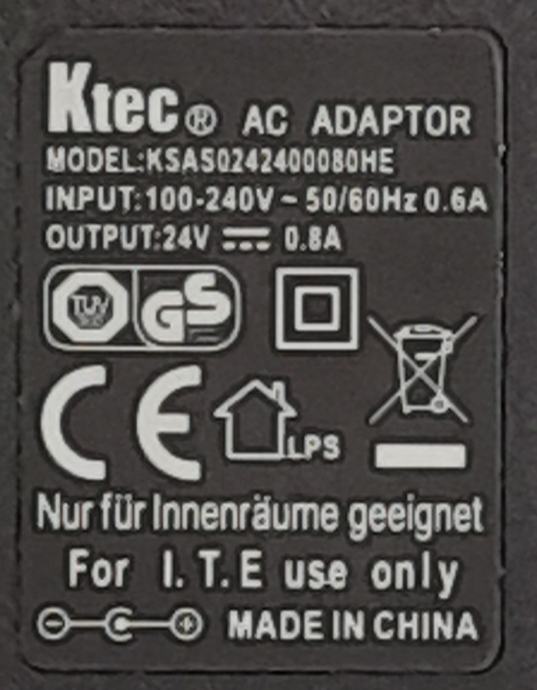 Ktec® AC ADAPTOR
MODEL:KSAS0242400080HE
INPUT:100-240V ~ 50/60Hz 0.6A
OUTPUT:24V ⎓ 0.8A
TÜV GS
CE LPS
Nur für Innenräume geeignet
For I.T.E use only
MADE IN CHINA